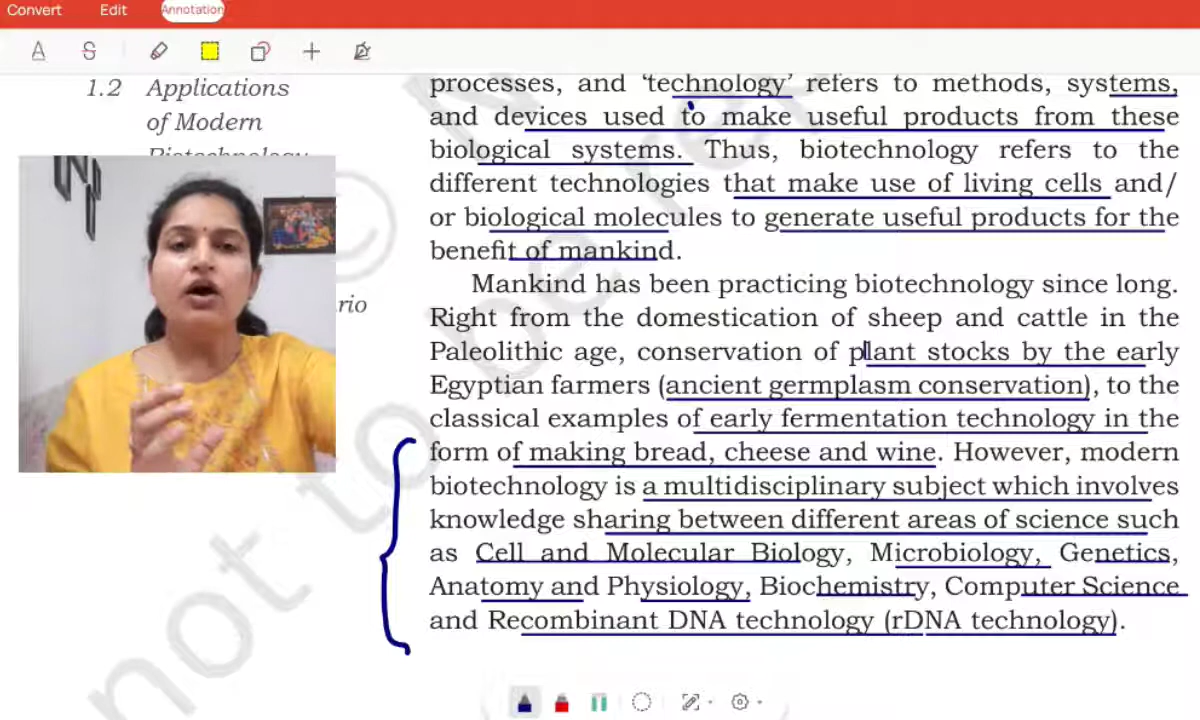 Convert Edit Annotation
1.2 Applications
of Modern
Biotechnology
rio
processes, and ‘technology’ refers to methods, systems,
and devices used to make useful products from these
biological systems. Thus, biotechnology refers to the
different technologies that make use of living cells and/
or biological molecules to generate useful products for the
benefit of mankind.
Mankind has been practicing biotechnology since long.
Right from the domestication of sheep and cattle in the
Paleolithic age, conservation of plant stocks by the early
Egyptian farmers (ancient germplasm conservation), to the
classical examples of early fermentation technology in the
form of making bread, cheese and wine. However, modern
biotechnology is a multidisciplinary subject which involves
knowledge sharing between different areas of science such
as Cell and Molecular Biology, Microbiology, Genetics,
Anatomy and Physiology, Biochemistry, Computer Science
and Recombinant DNA technology (rDNA technology).
not to be